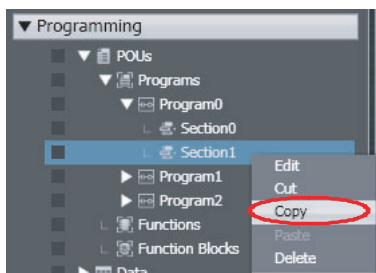 Programming
POUs
Programs
Program0
Section0
Section1
Edit
Program1
Cut
Program2
Copy
Functions
Paste
Function Blocks
Delete
Data